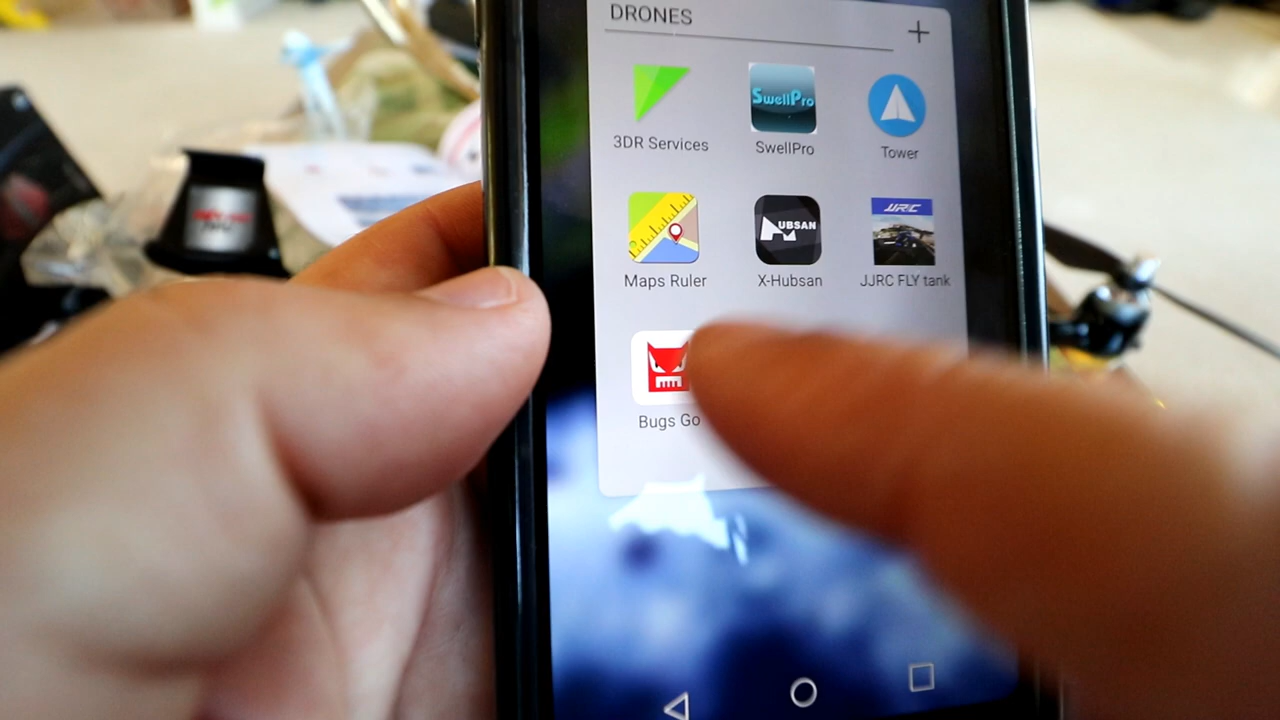 DRONES
SwellPro
3DR Services
SwellPro
Tower
UBSAN
JJRC
Maps Ruler
X-Hubsan
JJRC FLY tank
Bugs Go